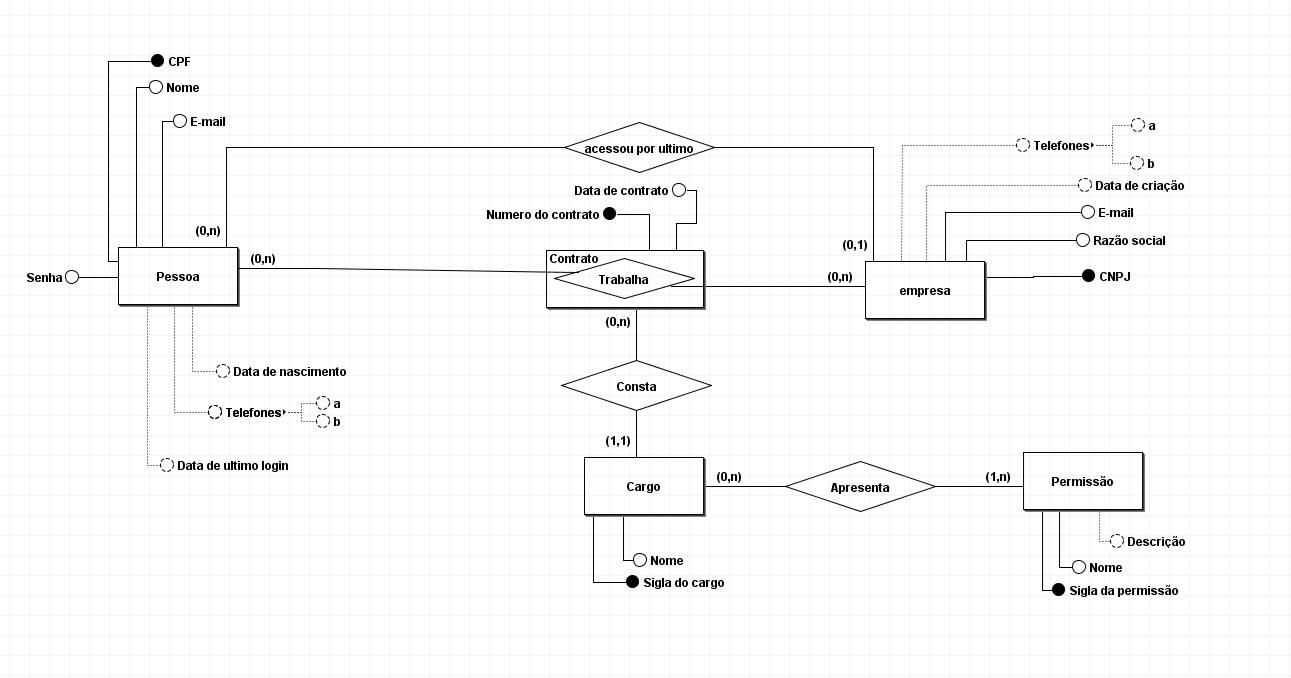 CPF
Nome
E-mail
acessou por ultimo
Telefones
a
b
Data de criação
E-mail
Razão social
CNPJ
Data de contrato
Numero do contrato
(0,n)
(0,1)
(0,n)
Contrato
Trabalha
(0,n)
Senha
Pessoa
empresa
(0,n)
Data de nascimento
Telefones
a
b
Data de ultimo login
Consta
(1,1)
Cargo
(0,n)
Apresenta
(1,n)
Permissão
Descrição
Nome
Sigla da permissão
Nome
Sigla do cargo